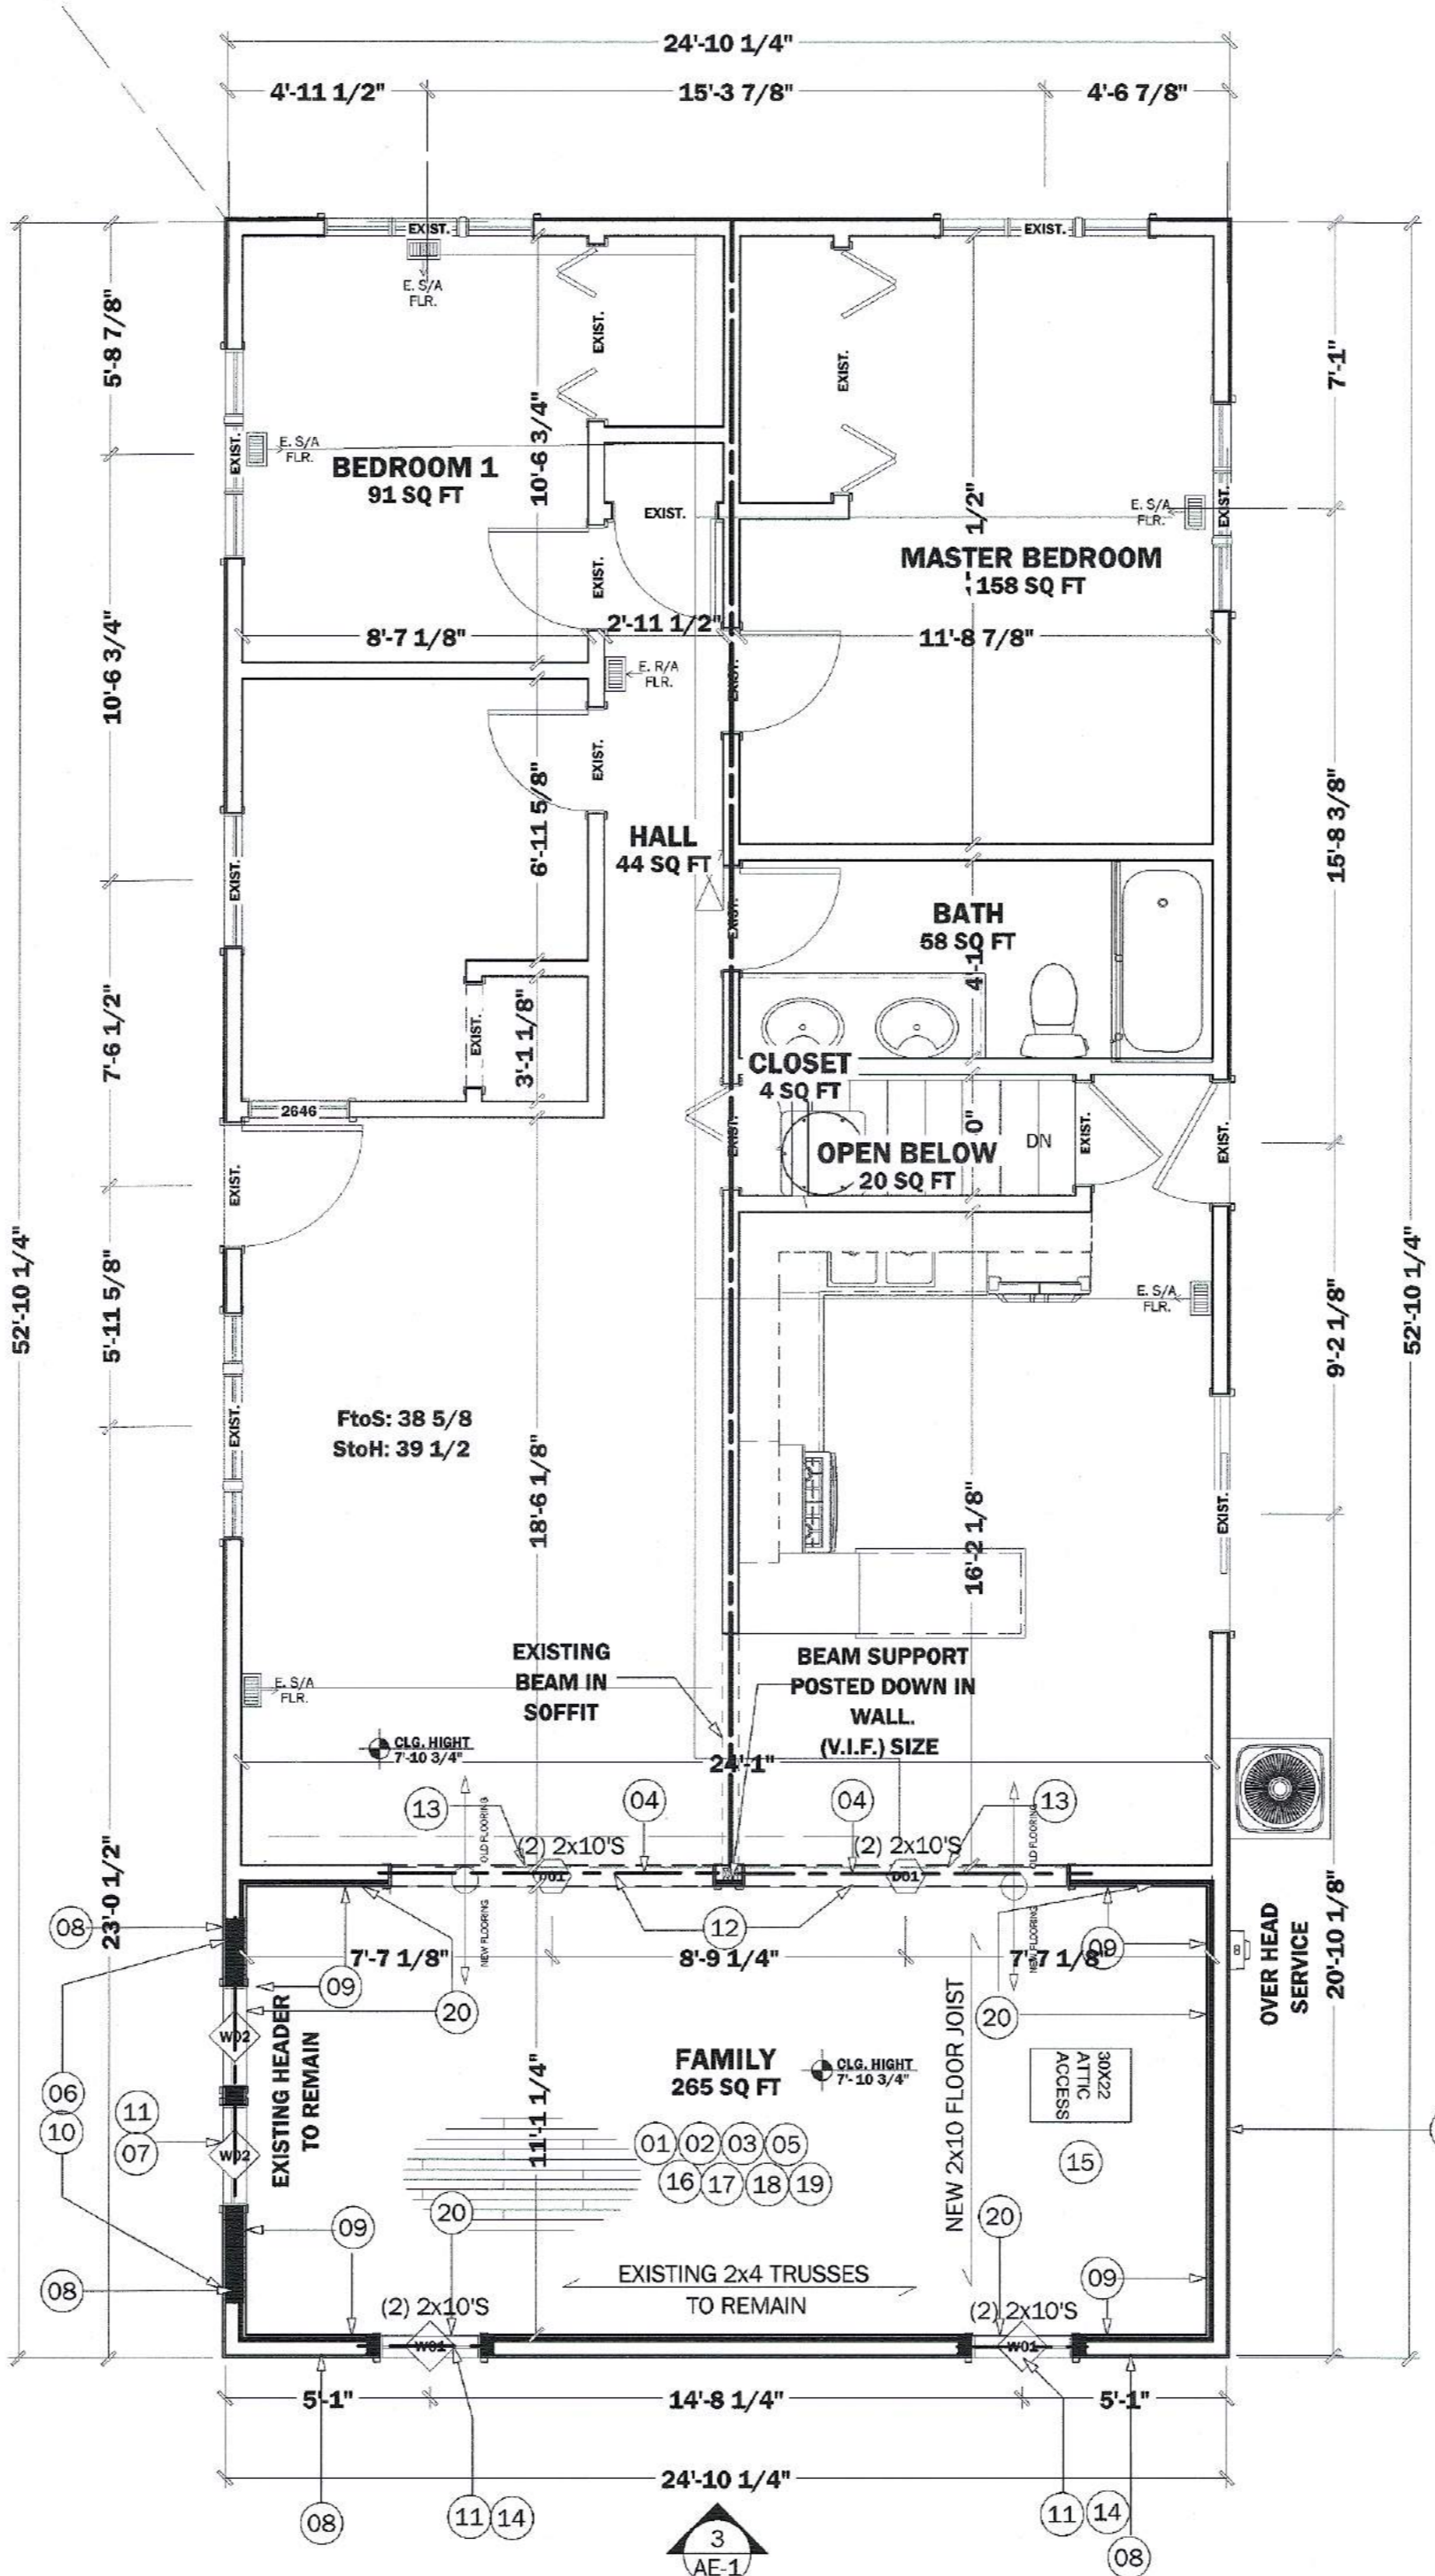 24'-10 1/4"
4'-11 1/2"
15'-3 7/8"
4'-6 7/8"
EXIST.
EXIST.
E. S/A
FLR.
5'-8 7/8"
EXIST.
EXIST.
7'-1"
10'-6 3/4"
EXIST.
E. S/A
FLR.
BEDROOM 1
91 SQ FT
EXIST.
1/2"
E. S/A
FLR.
EXIST.
MASTER BEDROOM
158 SQ FT
EXIST.
8'-7 1/8"
2'-11 1/2"
11'-8 7/8"
10'-6 3/4"
E. R/A
FLR.
EXIST.
EXIST.
6'-11 5/8"
HALL
44 SQ FT
15'-8 3/8"
EXIST.
BATH
58 SQ FT
EXIST.
4'-1
7'-6 1/2"
EXIST.
3'-1 1/8"
CLOSET
4 SQ FT
2646
EXIST.
0"
DN
EXIST.
EXIST.
OPEN BELOW
20 SQ FT
EXIST.
52'-10 1/4"
5'-11 5/8"
E. S/A
FLR.
9'-2 1/8"
52'-10 1/4"
EXIST.
FtoS: 38 5/8
StoH: 39 1/2
18'-6 1/8"
16'-2 1/8"
EXIST.
EXISTING
BEAM IN
SOFFIT
BEAM SUPPORT
POSTED DOWN IN
WALL.
(V.I.F.) SIZE
E. S/A
FLR.
CLG. HIGHT
7'-10 3/4"
24'-1"
13
04
04
13
OLD FLOORING
OLD FLOORING
(2) 2x10'S
(2) 2x10'S
D01
D01
23'-0 1/2"
08
12
7'-7 1/8"
8'-9 1/4"
7'-7 1/8"
NEW FLOORING
NEW FLOORING
09
09
OVER HEAD
SERVICE
20'-10 1/8"
20
20
W02
EXISTING HEADER
TO REMAIN
NEW 2x10 FLOOR JOIST
FAMILY
265 SQ FT
CLG. HIGHT
7'-10 3/4"
30X22
ATTIC
ACCESS
06
10
11
07
W02
11'-1 1/4"
01 02 03 05
16 17 18 19
15
20
09
20
EXISTING 2x4 TRUSSES
TO REMAIN
09
08
(2) 2x10'S
(2) 2x10'S
W01
W01
5'-1"
14'-8 1/4"
5'-1"
24'-10 1/4"
08
11 14
11 14
08
3
AE-1